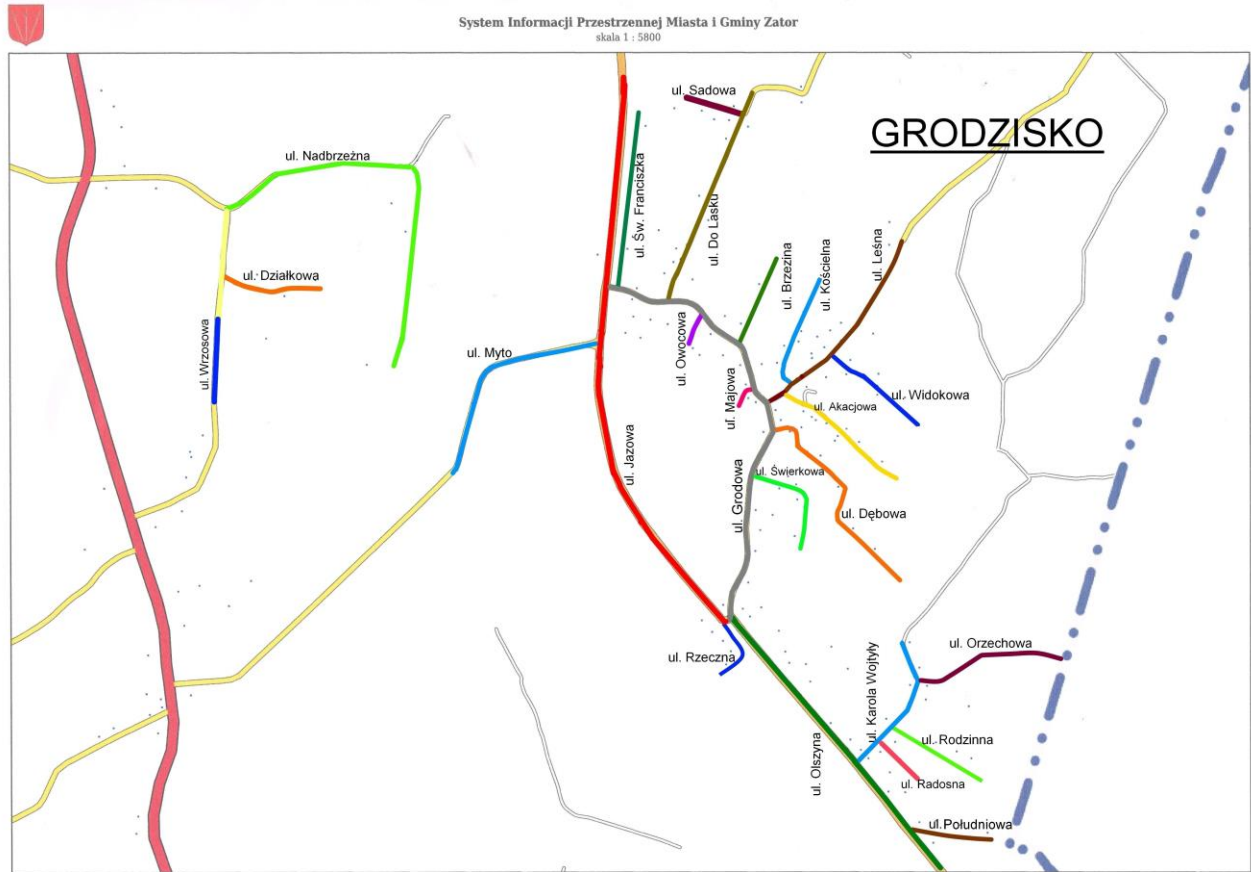 System Informacji Przestrzennej Miasta i Gminy Zator
skala 1 : 5800
GRODZISKO
ul. Sadowa
ul. Nadbrzeżna
ul. Św. Franciszka
ul. Do Lasku
ul. Działkowa
ul. Brzezina
ul. Kościelna
ul. Leśna
ul. Wrzosowa
ul. Myto
ul. Owocowa
ul. Majowa
ul. Widokowa
ul. Akacjowa
ul. Jazowa
ul. Grodowa
ul. Świerkowa
ul. Dębowa
ul. Rzeczna
ul. Karola Wojtyły
ul. Orzechowa
ul. Olszyna
ul. Rodzinna
ul. Radosna
ul. Południowa